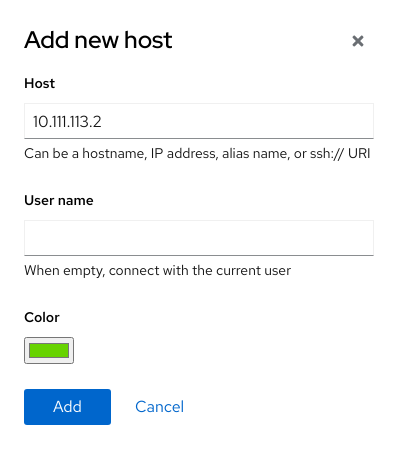 Add new host
Host
10.111.113.2
Can be a hostname, IP address, alias name, or ssh:// URI
User name
When empty, connect with the current user
Color
Add
Cancel